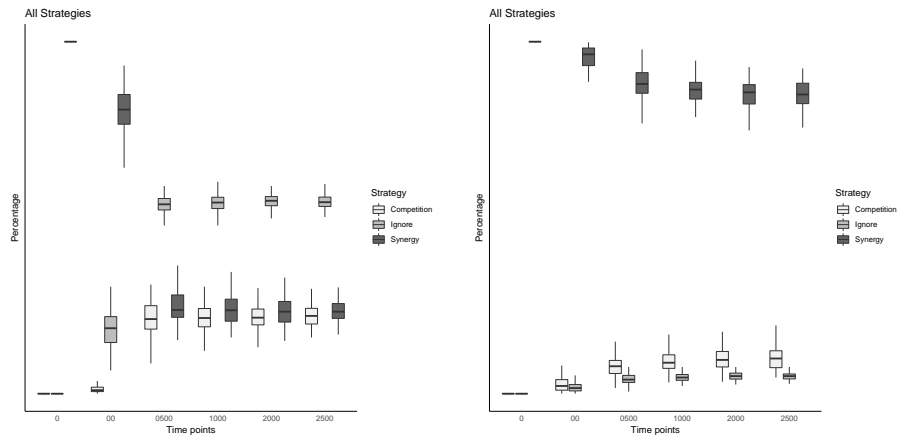 All Strategies
Percentage
0
00
0500
1000
2000
2500
Time points
Strategy
Competition
Ignore
Synergy
All Strategies
Percentage
0
00
0500
1000
2000
2500
Time points
Strategy
Competition
Ignore
Synergy